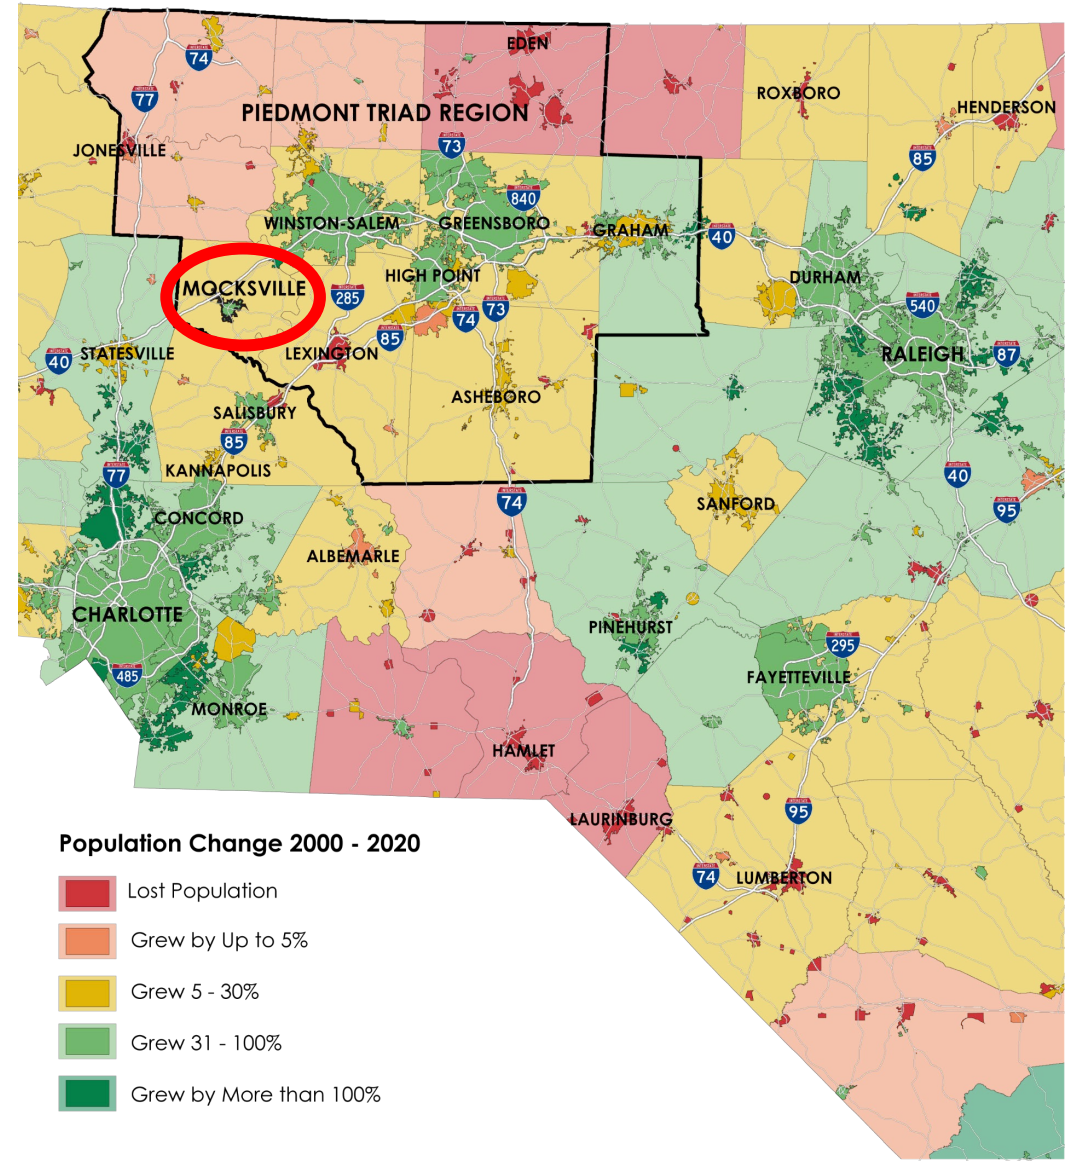 EDEN
74
77
ROXBORO
HENDERSON
PIEDMONT TRIAD REGION
73
JONESVILLE
85
840
WINSTON-SALEM
GREENSBORO
GRAHAM
40
HIGH POINT
DURHAM
MOCKSVILLE
285
540
74
73
85
40
STATESVILLE
LEXINGTON
RALEIGH
87
ASHEBORO
SALISBURY
85
KANNAPOLIS
77
74
40
SANFORD
95
CONCORD
ALBEMARLE
CHARLOTTE
PINEHURST
295
485
FAYETTEVILLE
MONROE
HAMLET
95
LAURINBURG
74
LUMBERTON
Population Change 2000 - 2020
Lost Population
Grew by Up to 5%
Grew 5 - 30%
Grew 31 - 100%
Grew by More than 100%